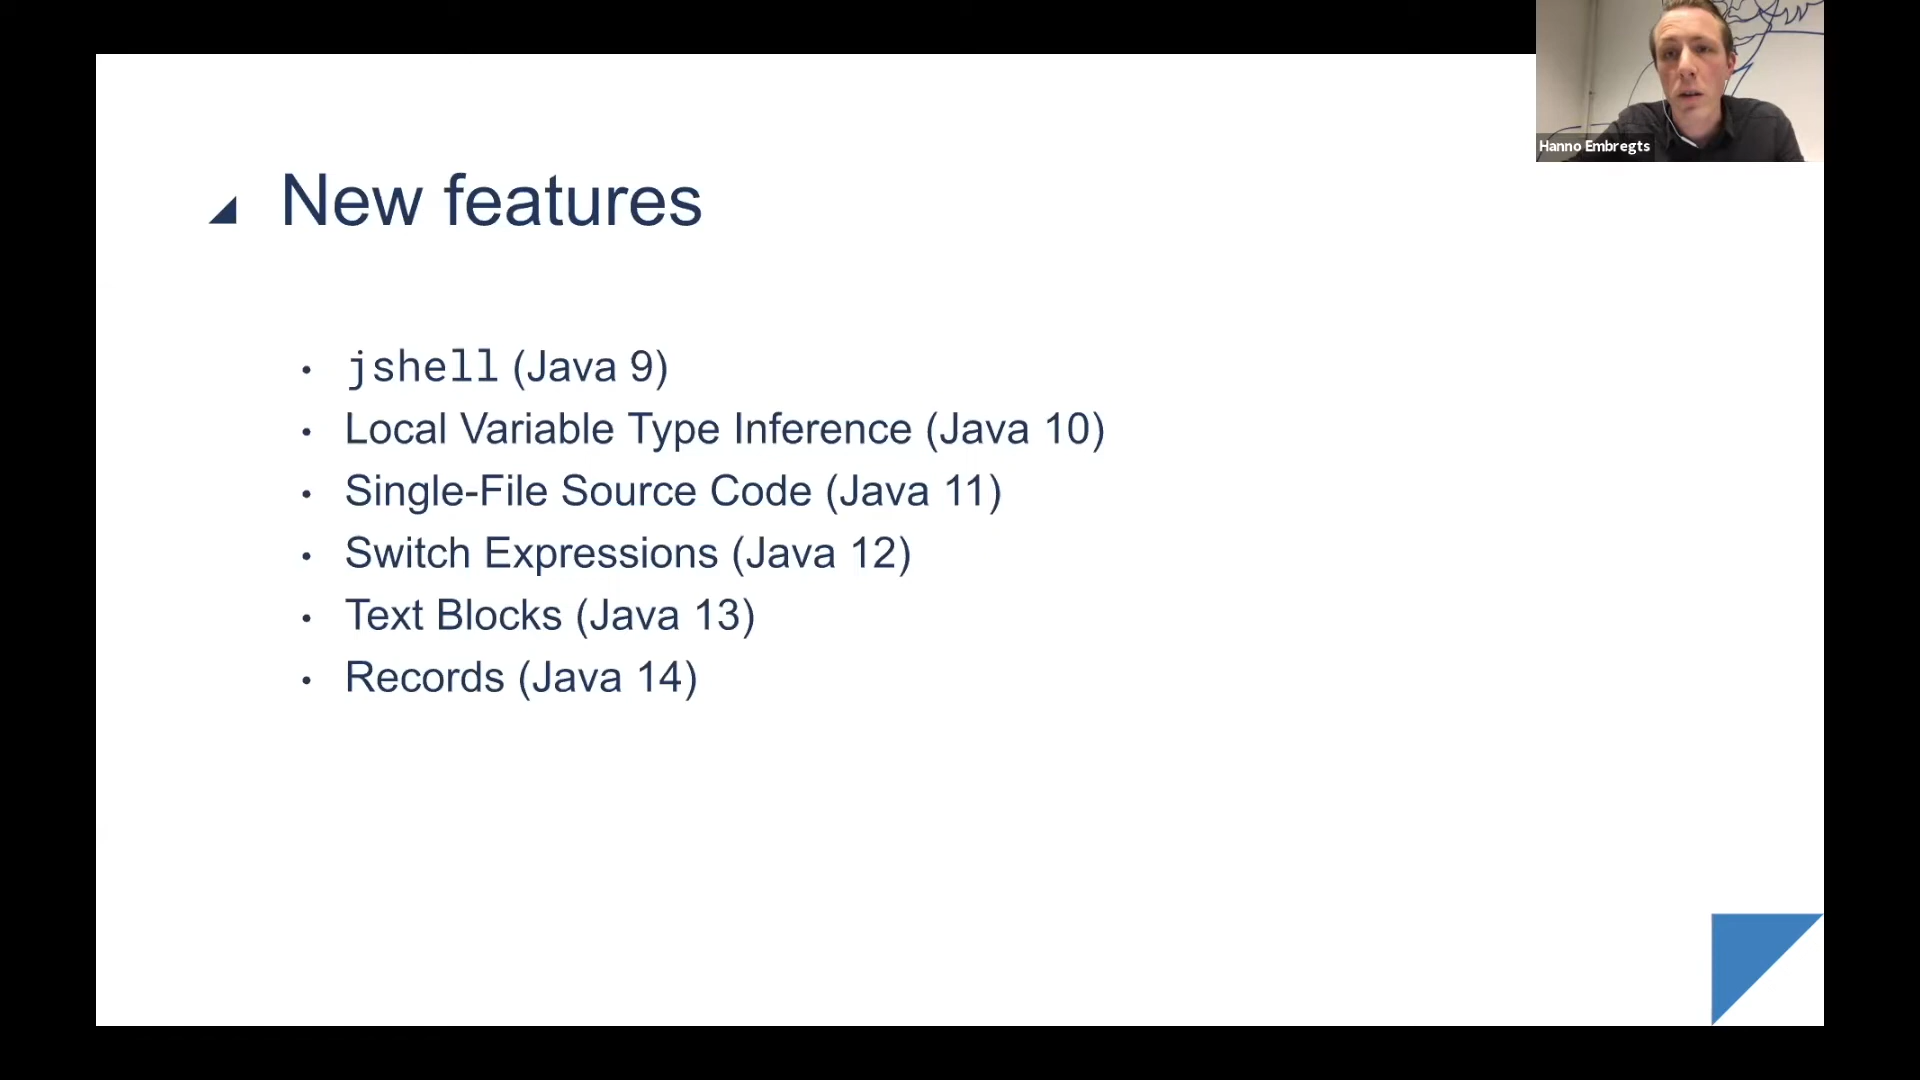 Hanno Embregts
New features
• jshell (Java 9)
• Local Variable Type Inference (Java 10)
• Single-File Source Code (Java 11)
• Switch Expressions (Java 12)
• Text Blocks (Java 13)
• Records (Java 14)